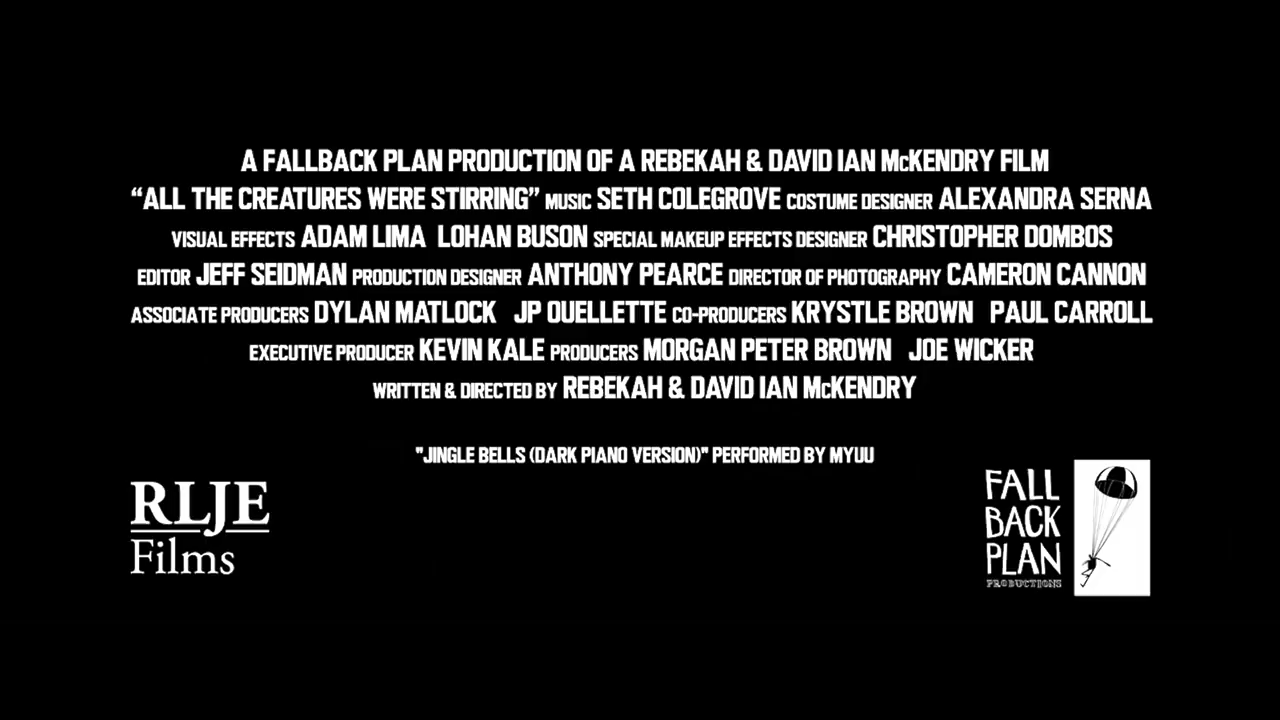 A FALLBACK PLAN PRODUCTION OF A REBEKAH & DAVID IAN McKENDRY FILM
“ALL THE CREATURES WERE STIRRING” MUSIC SETH COLEGROVE COSTUME DESIGNER ALEXANDRA SERNA
VISUAL EFFECTS ADAM LIMA LOHAN BUSON SPECIAL MAKEUP EFFECTS DESIGNER CHRISTOPHER DOMBOS
EDITOR JEFF SEIDMAN PRODUCTION DESIGNER ANTHONY PEARCE DIRECTOR OF PHOTOGRAPHY CAMERON CANNON
ASSOCIATE PRODUCERS DYLAN MATLOCK JP OUELLETTE CO-PRODUCERS KRYSTLE BROWN PAUL CARROLL
EXECUTIVE PRODUCER KEVIN KALE PRODUCERS MORGAN PETER BROWN JOE WICKER
WRITTEN & DIRECTED BY REBEKAH & DAVID IAN McKENDRY
"JINGLE BELLS (DARK PIANO VERSION)" PERFORMED BY MYUU
RLJE
Films
FALL
BACK
PLAN
PRODUCTIONS